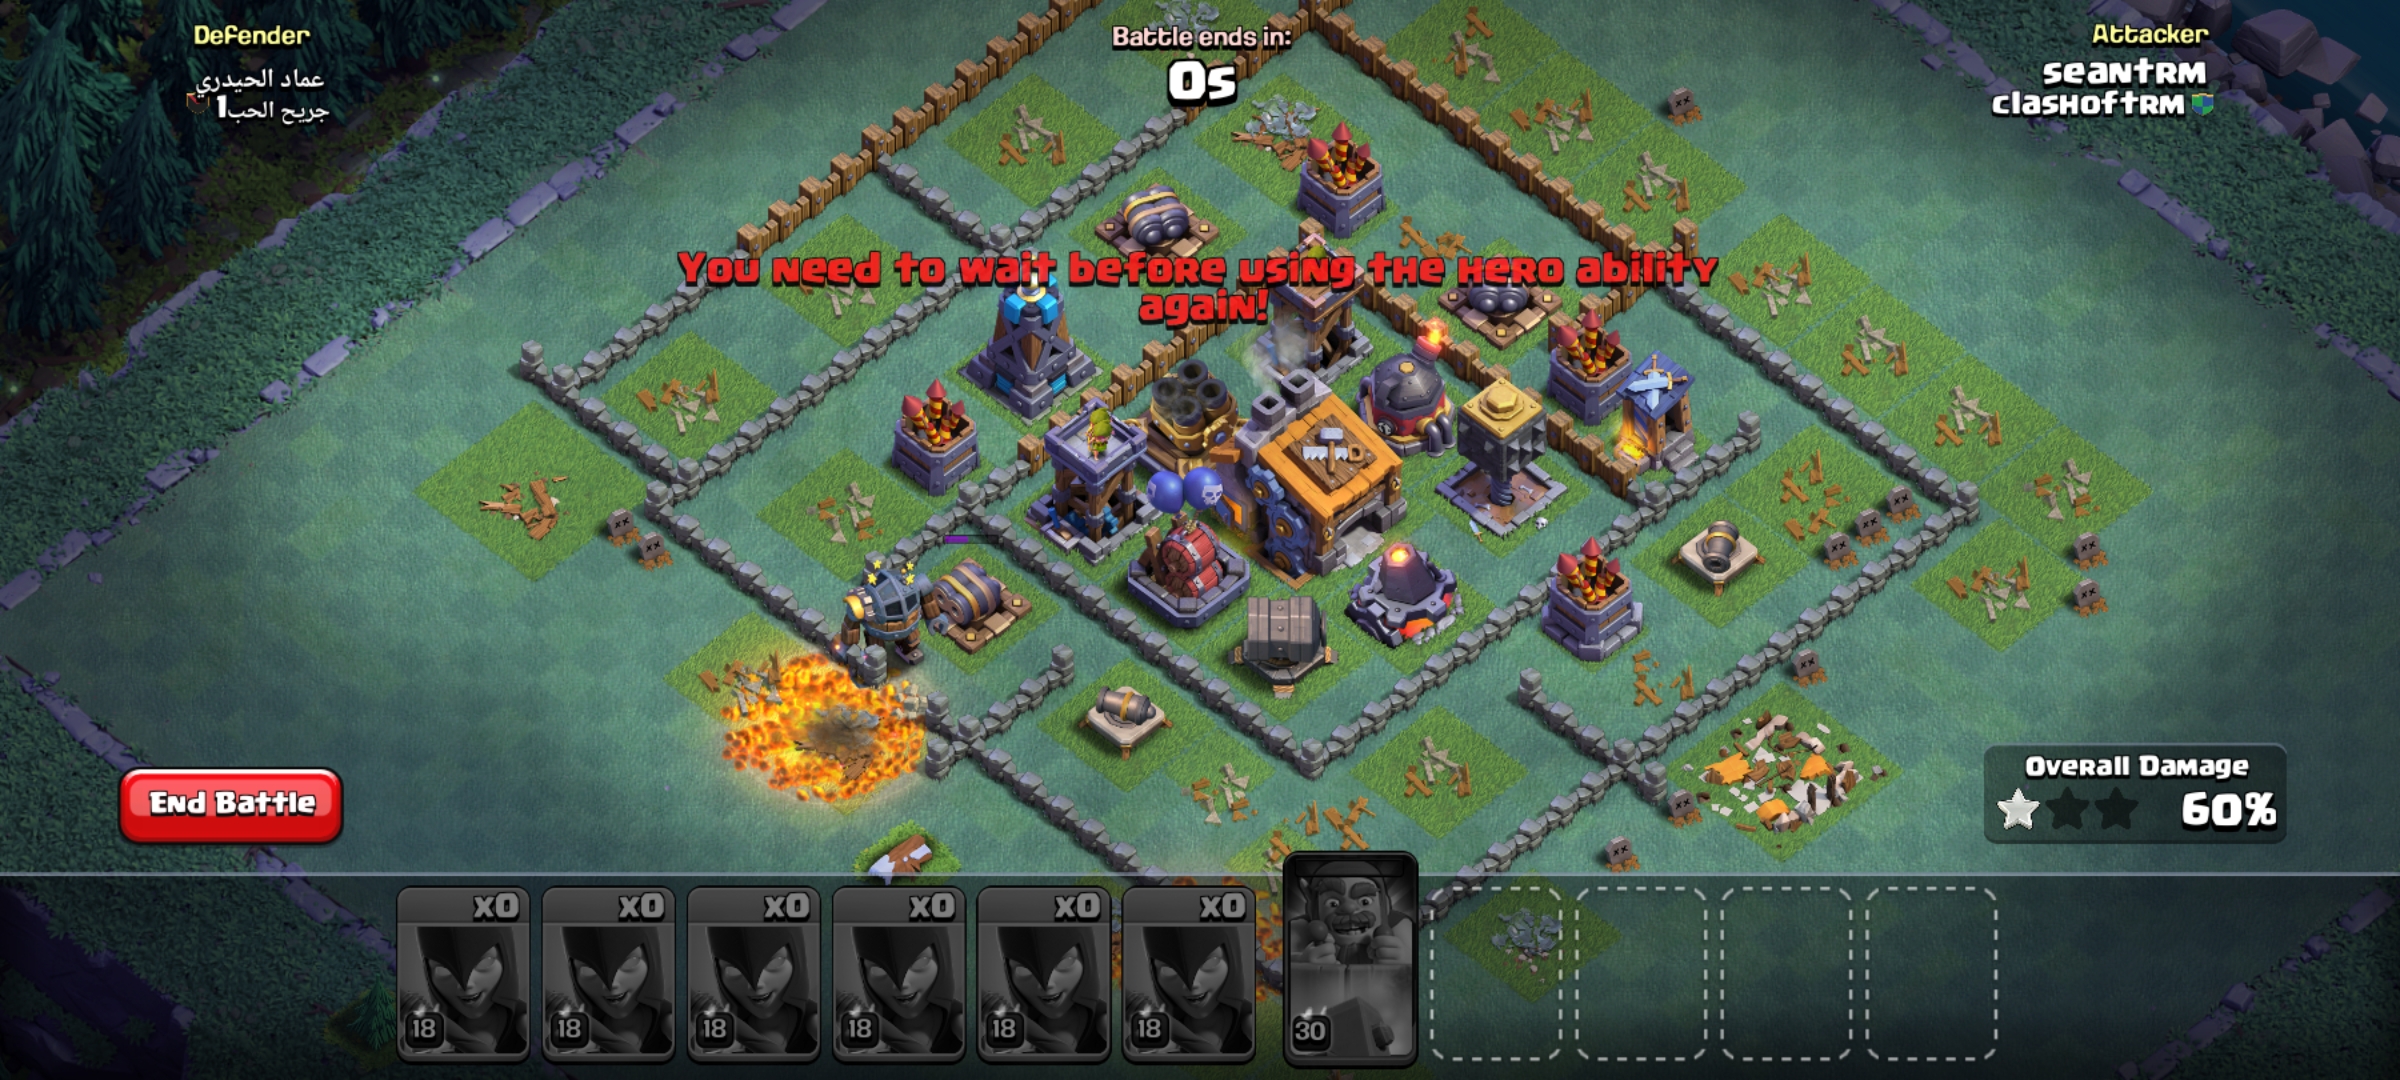 Defender
عماد الحيدري
جريح الحب1
Battle ends in:
0s
Attacker
seantRM
clashoftRM
You need to wait before using the hero ability
again!
End Battle
Overall Damage
60%
x0
x0
x0
x0
x0
x0
18
18
18
18
18
18
30